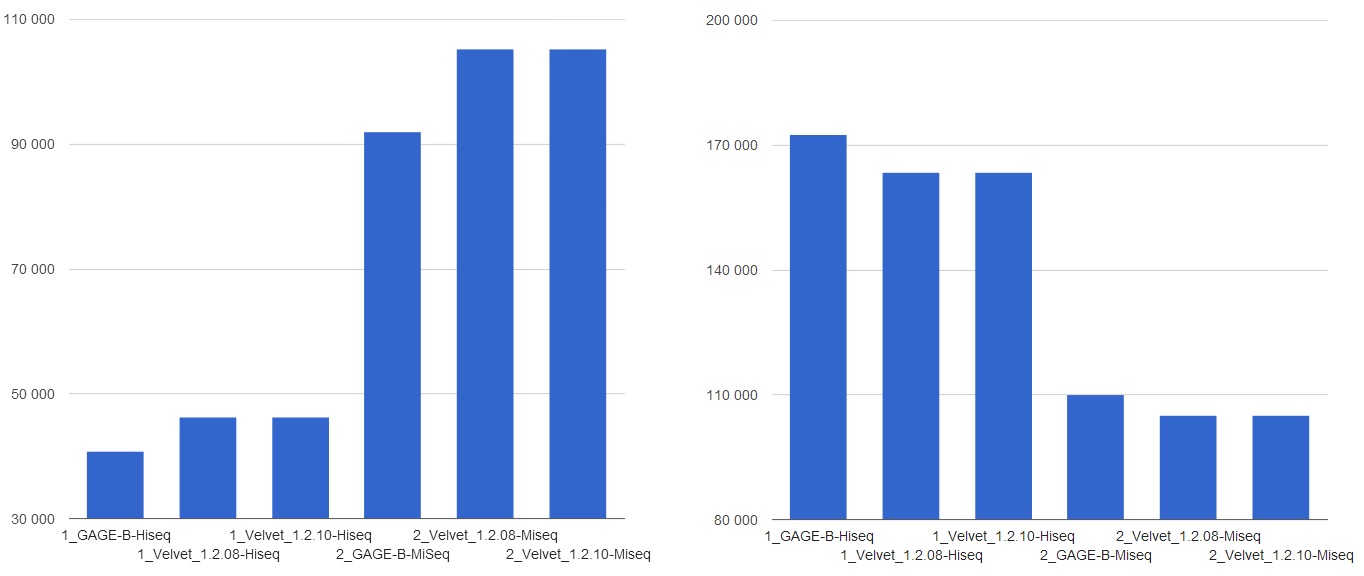 110 000
90 000
70 000
50 000
30 000
1_GAGE-B-Hiseq
1_Velvet_1.2.08-Hiseq
1_Velvet_1.2.10-Hiseq
2_GAGE-B-MiSeq
2_Velvet_1.2.08-Miseq
2_Velvet_1.2.10-Miseq
200 000
170 000
140 000
110 000
80 000
1_GAGE-B-Hiseq
1_Velvet_1.2.08-Hiseq
1_Velvet_1.2.10-Hiseq
2_GAGE-B-Miseq
2_Velvet_1.2.08-Miseq
2_Velvet_1.2.10-Miseq